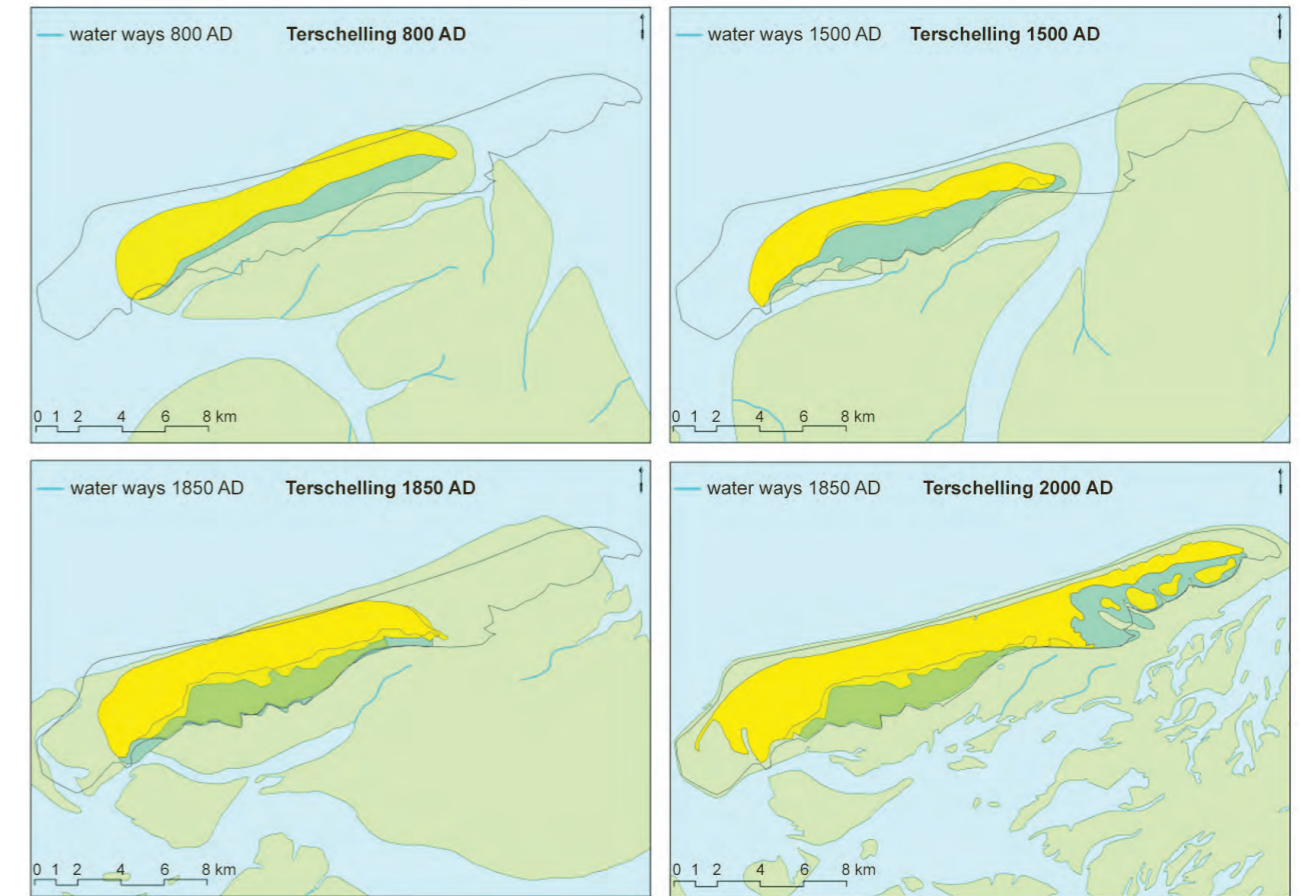 water ways 800 AD Terschelling 800 AD
0 1 2 4 6 8 km
water ways 1500 AD Terschelling 1500 AD
0 1 2 4 6 8 km
water ways 1850 AD Terschelling 1850 AD
0 1 2 4 6 8 km
water ways 1850 AD Terschelling 2000 AD
0 1 2 4 6 8 km